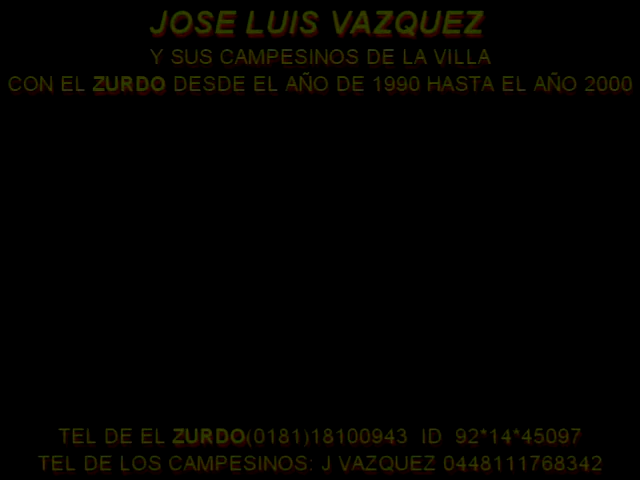 JOSE LUIS VAZQUEZ
Y SUS CAMPESINOS DE LA VILLA
CON EL ZURDO DESDE EL AÑO DE 1990 HASTA EL AÑO 2000
TEL DE EL ZURDO(0181)18100943 ID 92*14*45097
TEL DE LOS CAMPESINOS: J VAZQUEZ 0448111768342